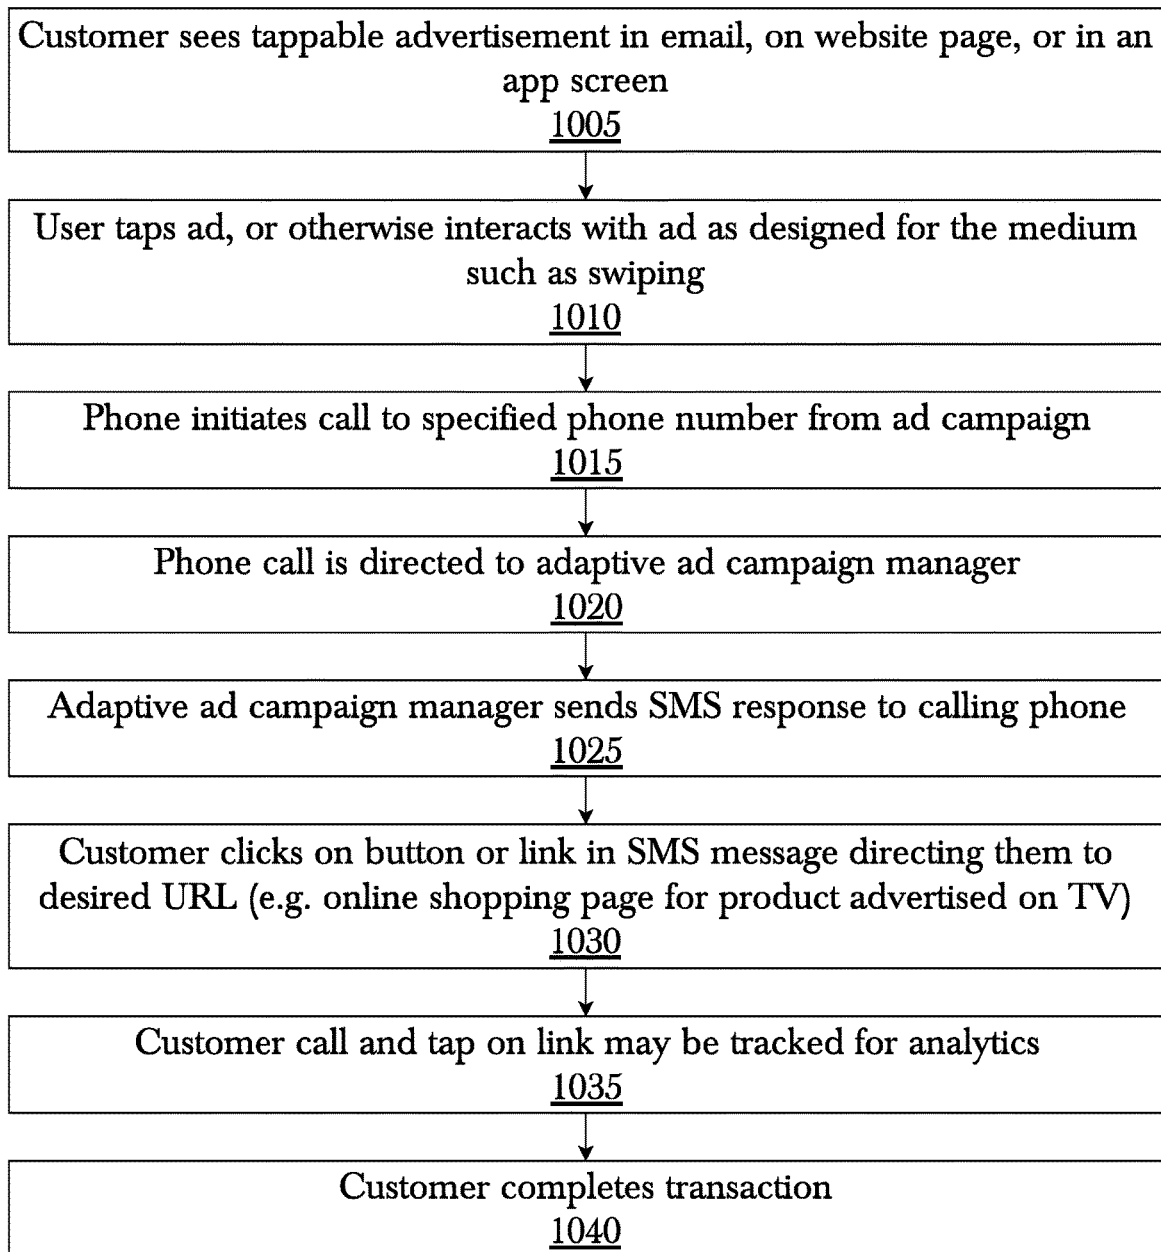 Customer sees tappable advertisement in email, on website page, or in an
app screen
1005
User taps ad, or otherwise interacts with ad as designed for the medium
such as swiping
1010
Phone initiates call to specified phone number from ad campaign
1015
Phone call is directed to adaptive ad campaign manager
1020
Adaptive ad campaign manager sends SMS response to calling phone
1025
Customer clicks on button or link in SMS message directing them to
desired URL (e.g. online shopping page for product advertised on TV)
1030
Customer call and tap on link may be tracked for analytics
1035
Customer completes transaction
1040